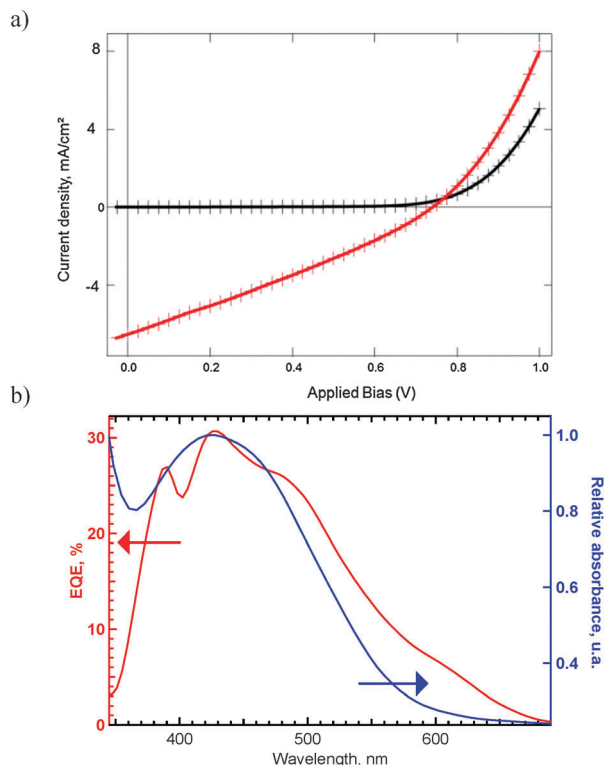 a)
8
4
0
-4
Current density, mA/cm²
0.0 0.2 0.4 0.6 0.8 1.0
Applied Bias (V)
b)
30
20
10
0
EQE, %
1.0
0.8
0.6
0.4
Relative absorbance, u.a.
400 500 600
Wavelength, nm